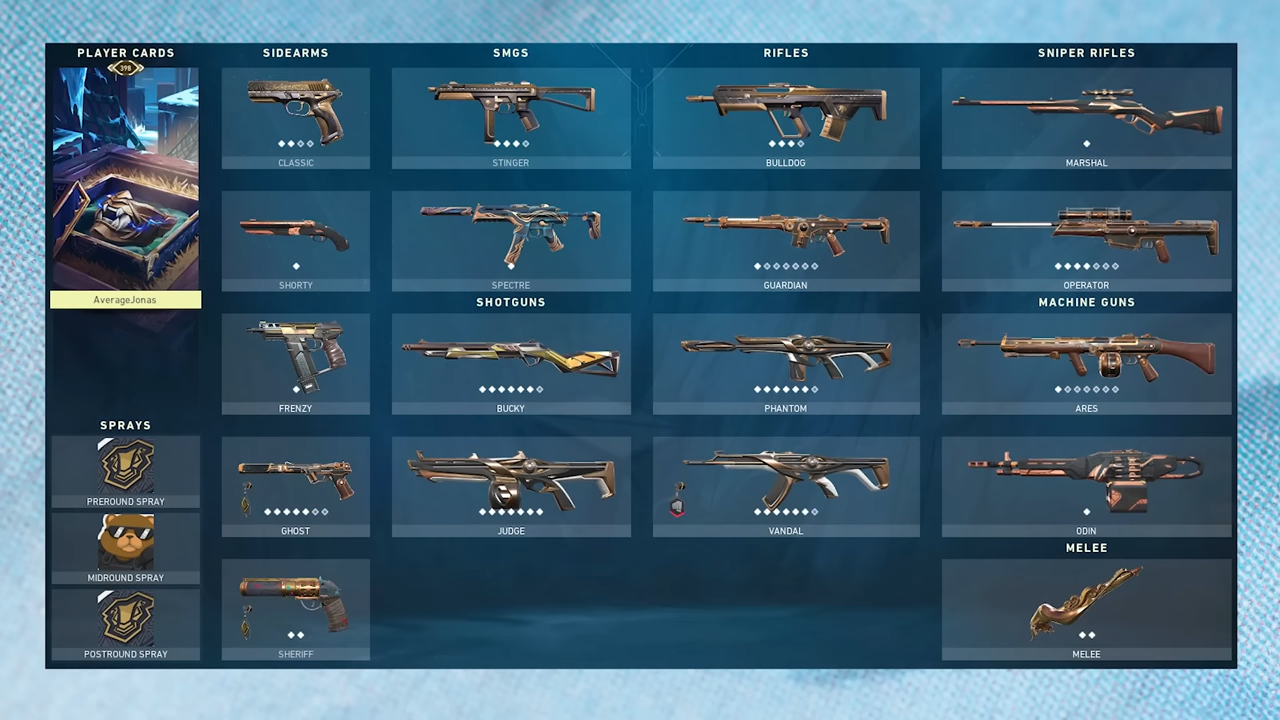 PLAYER CARDS
398
AverageJonas
SPRAYS
PREROUND SPRAY
MIDROUND SPRAY
POSTROUND SPRAY
SIDEARMS
CLASSIC
SHORTY
FRENZY
GHOST
SHERIFF
SMGS
STINGER
SPECTRE
SHOTGUNS
BUCKY
JUDGE
RIFLES
BULLDOG
GUARDIAN
PHANTOM
VANDAL
SNIPER RIFLES
MARSHAL
OPERATOR
MACHINE GUNS
ARES
ODIN
MELEE
MELEE